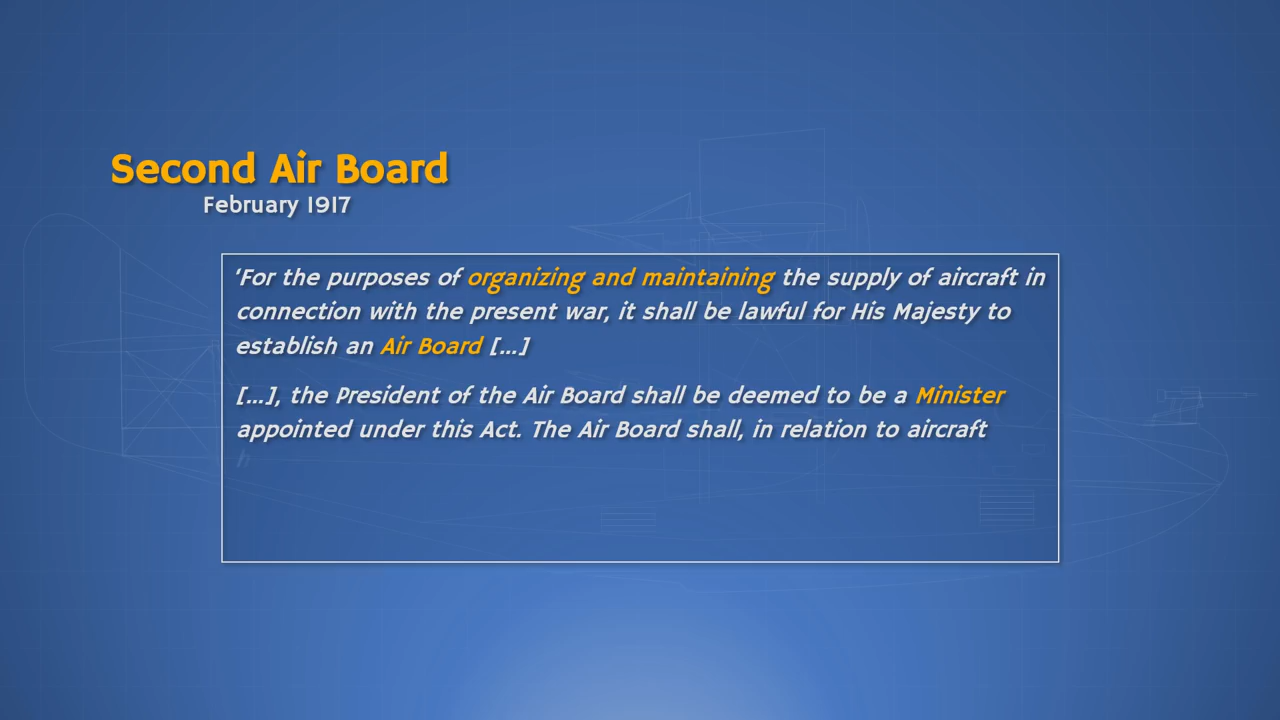 Second Air Board
February 1917
‘For the purposes of organizing and maintaining the supply of aircraft in
connection with the present war, it shall be lawful for His Majesty to
establish an Air Board [...]
[...], the President of the Air Board shall be deemed to be a Minister
appointed under this Act. The Air Board shall, in relation to aircraft